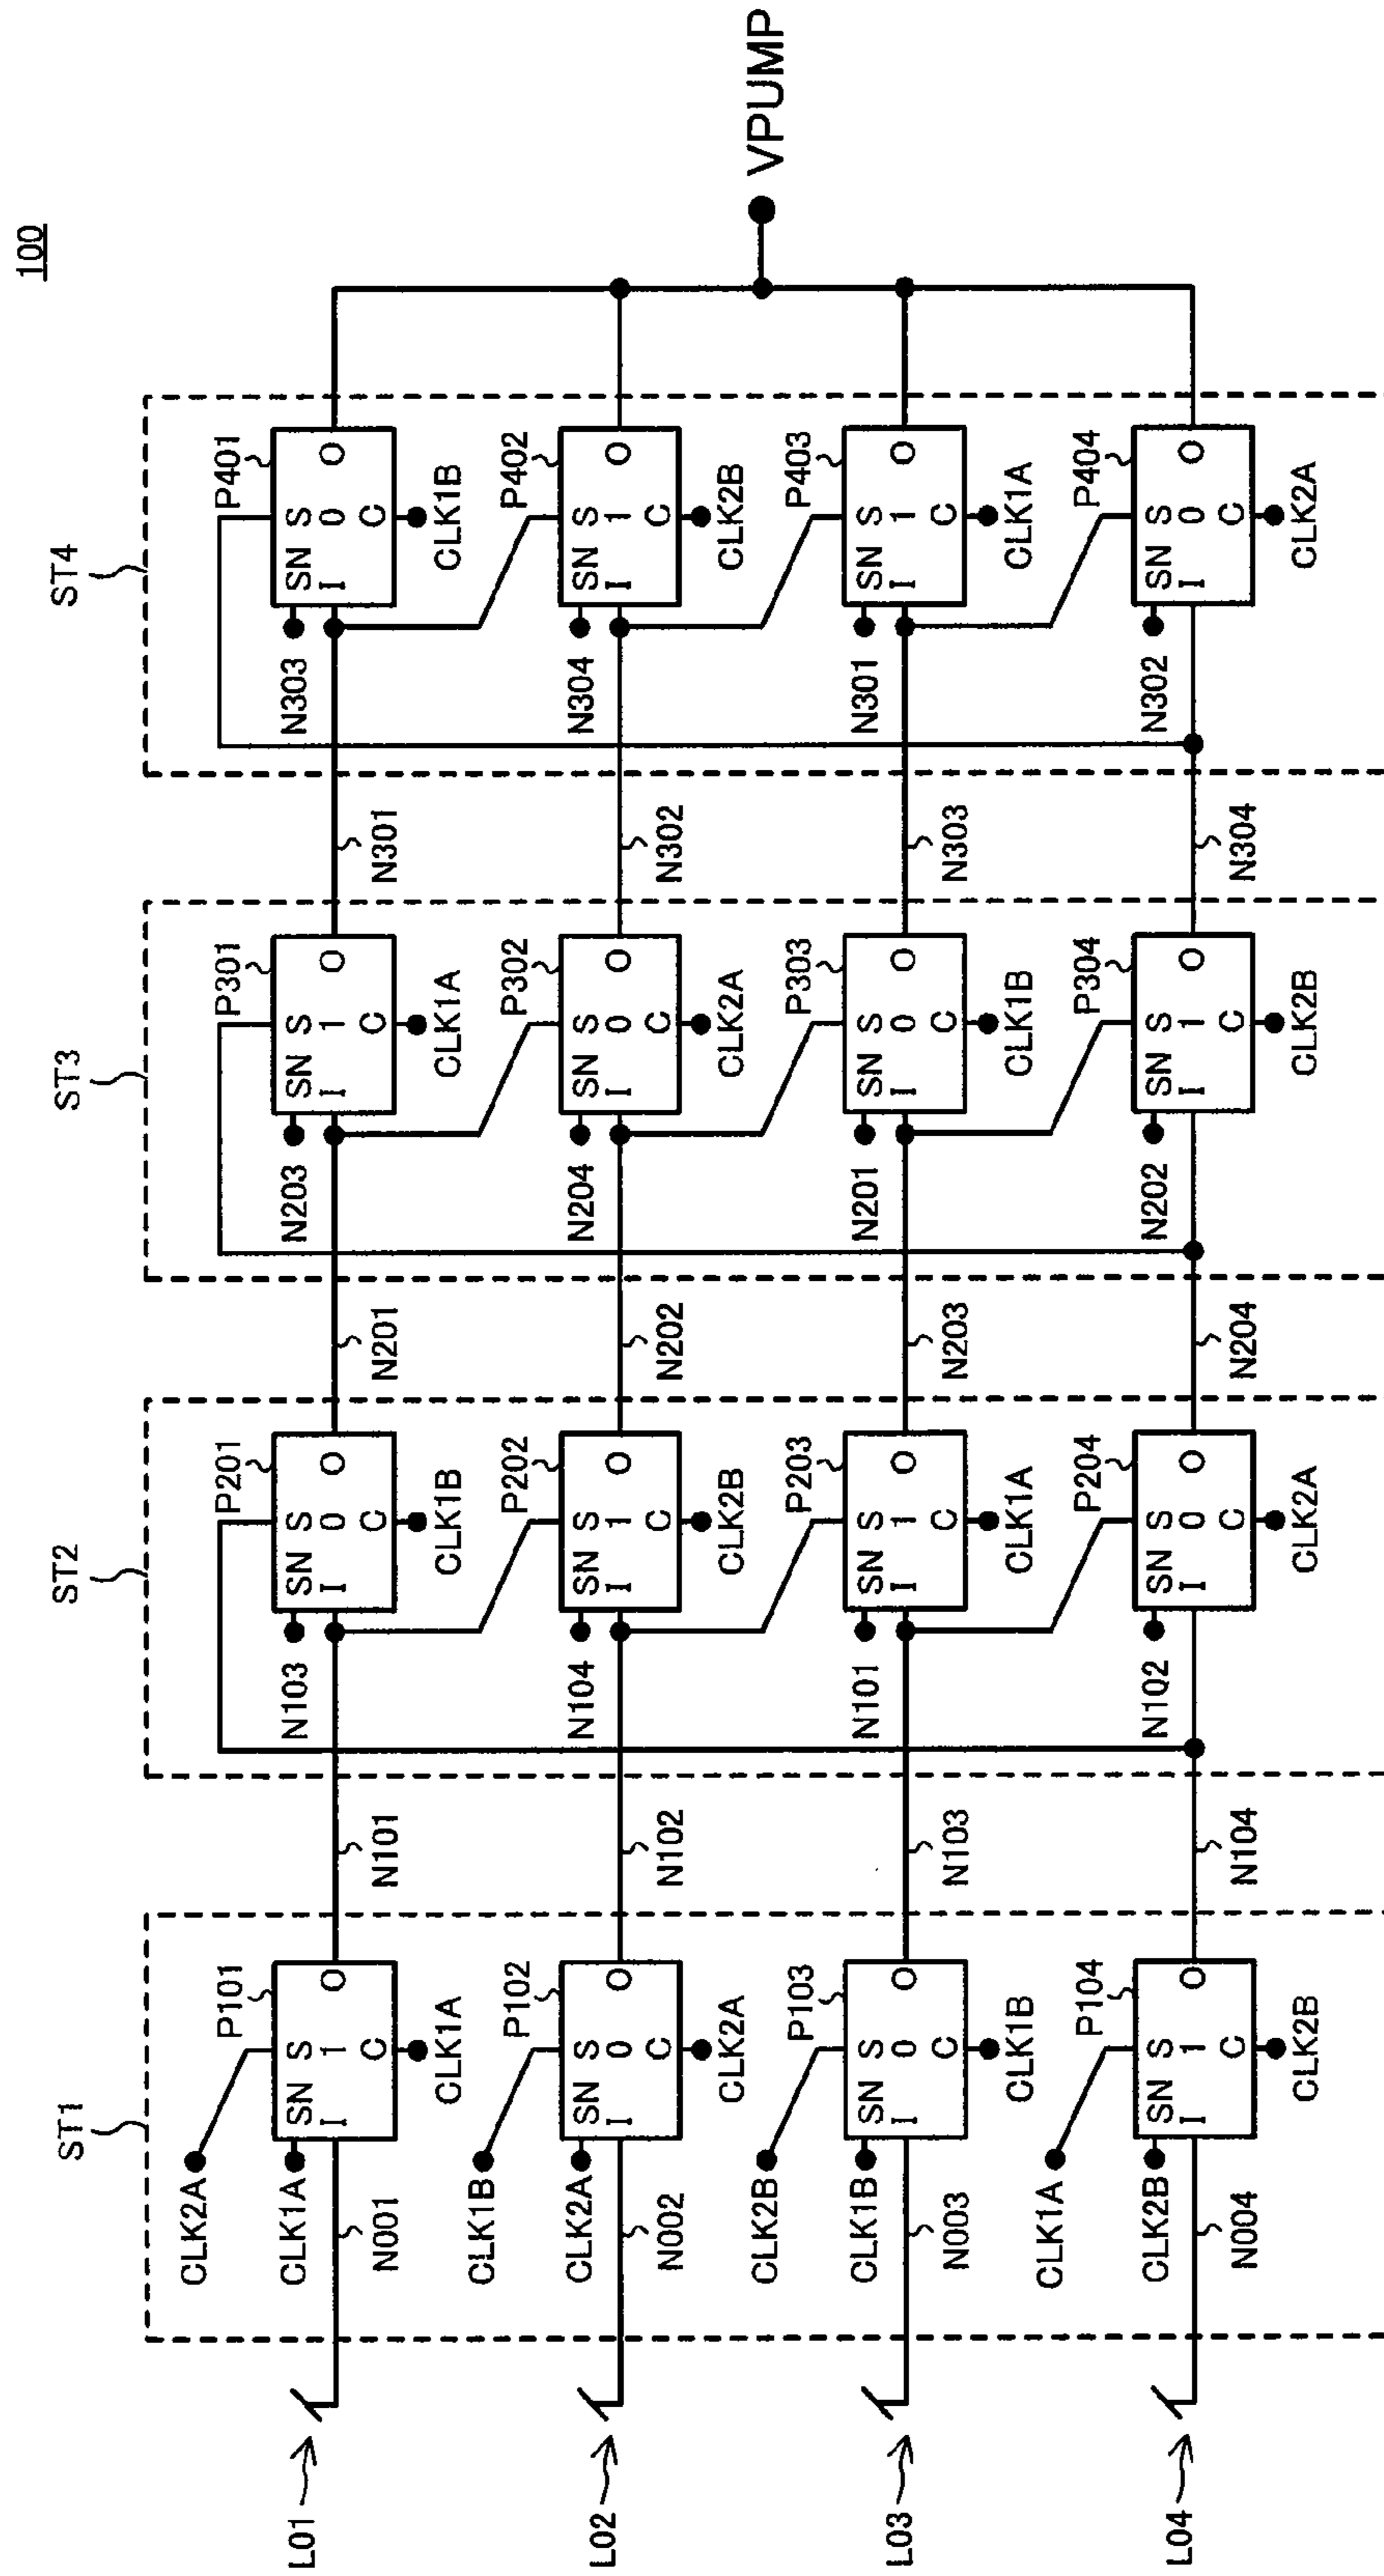 100
ST1
ST2
ST3
ST4
CLK2A
P101
P201
P301
P401
CLK1A
SN S
N103
SN S
N203
SN S
N303
SN S
L01
I 1 O
I 0 O
I 1 O
I 0 O
N001
C
N101
C
N201
C
N301
C
CLK1A
CLK1B
CLK1A
CLK1B
CLK1B
P102
P202
P302
P402
CLK2A
SN S
N104
SN S
N204
SN S
N304
SN S
L02
I 0 O
I 1 O
I 0 O
I 1 O
N002
C
N102
C
N202
C
N302
C
CLK2A
CLK2B
CLK2A
CLK2B
VPUMP
CLK2B
P103
P203
P303
P403
CLK1B
SN S
N101
SN S
N201
SN S
N301
SN S
L03
I 0 O
I 1 O
I 0 O
I 1 O
N003
C
N103
C
N203
C
N303
C
CLK1B
CLK1A
CLK1B
CLK1A
CLK1A
P104
P204
P304
P404
CLK2B
SN S
N102
SN S
N202
SN S
N302
SN S
L04
I 1 O
I 0 O
I 1 O
I 0 O
N004
C
N104
C
N204
C
N304
C
CLK2B
CLK2A
CLK2B
CLK2A